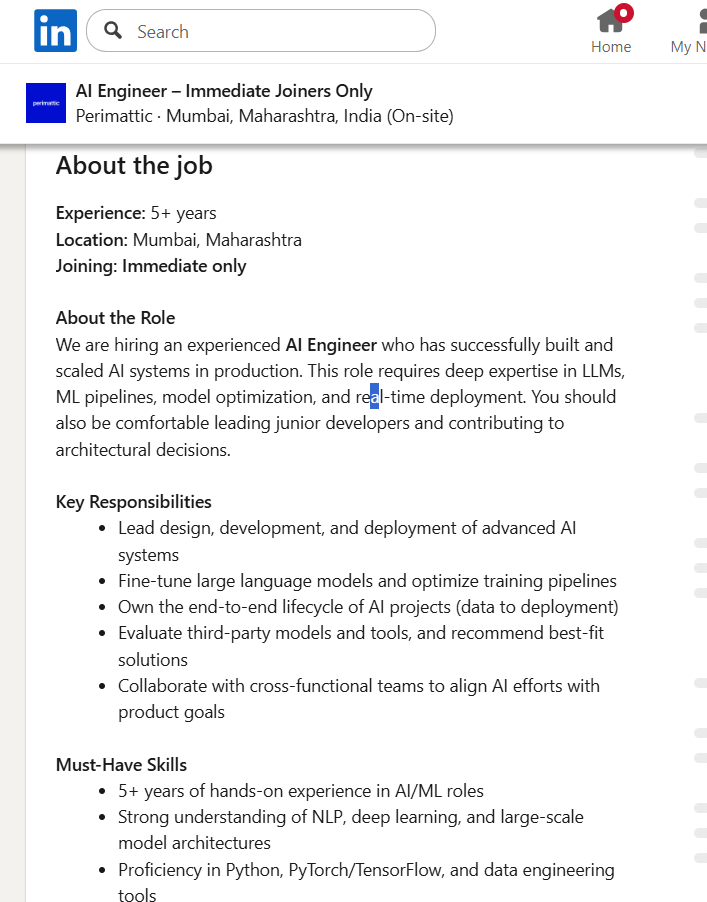 in
Search
Home
My N
perimattic
AI Engineer – Immediate Joiners Only
Perimattic · Mumbai, Maharashtra, India (On-site)
About the job
Experience: 5+ years
Location: Mumbai, Maharashtra
Joining: Immediate only
About the Role
We are hiring an experienced AI Engineer who has successfully built and
scaled AI systems in production. This role requires deep expertise in LLMs,
ML pipelines, model optimization, and real-time deployment. You should
also be comfortable leading junior developers and contributing to
architectural decisions.
Key Responsibilities
• Lead design, development, and deployment of advanced AI
systems
• Fine-tune large language models and optimize training pipelines
• Own the end-to-end lifecycle of AI projects (data to deployment)
• Evaluate third-party models and tools, and recommend best-fit
solutions
• Collaborate with cross-functional teams to align AI efforts with
product goals
Must-Have Skills
• 5+ years of hands-on experience in AI/ML roles
• Strong understanding of NLP, deep learning, and large-scale
model architectures
• Proficiency in Python, PyTorch/TensorFlow, and data engineering
tools